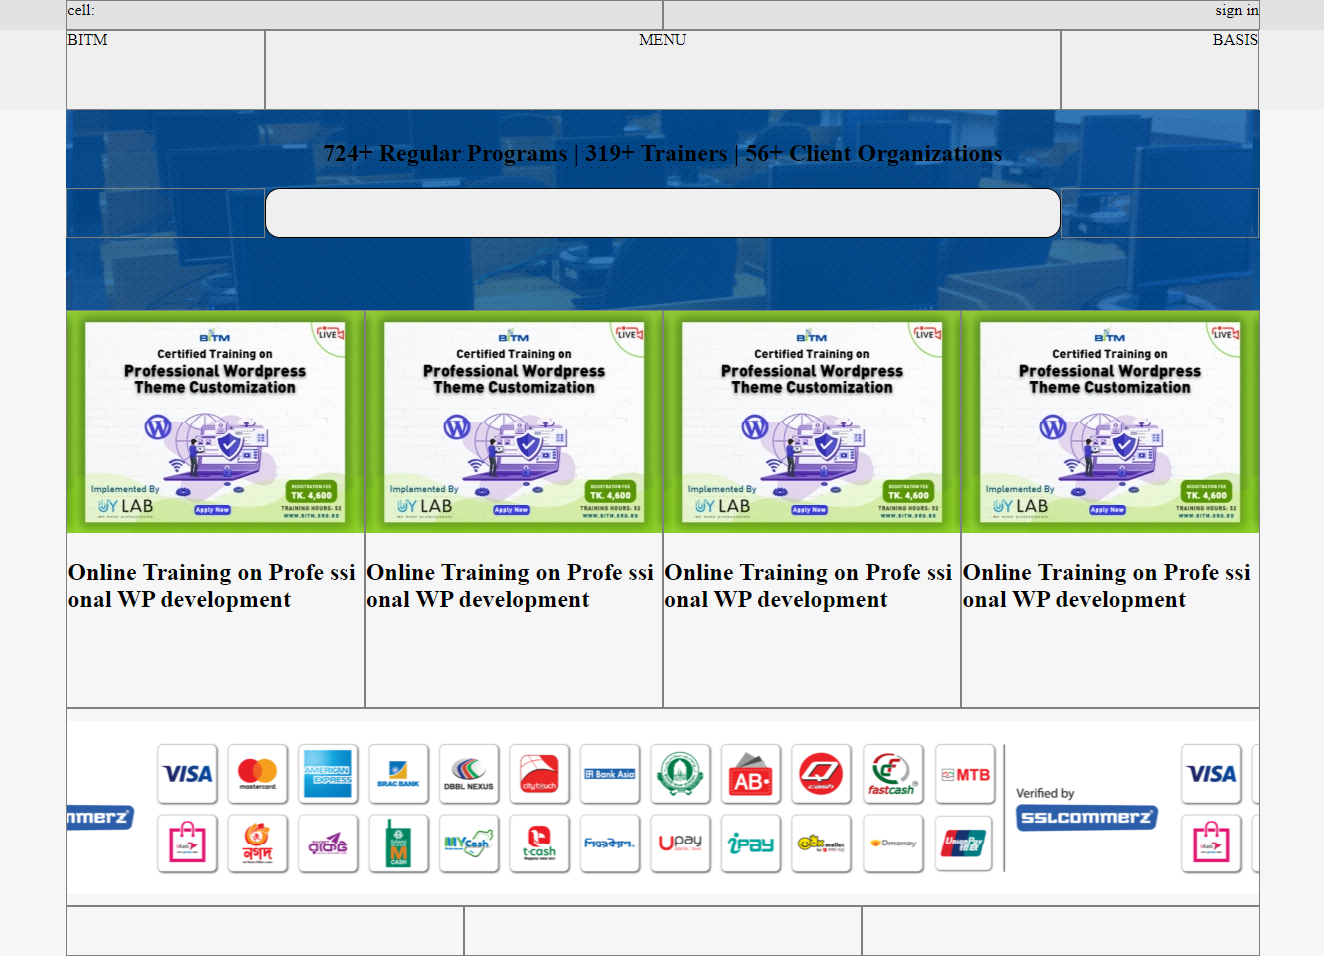 cell:
sign in
BITM
MENU
BASIS
724+ Regular Programs | 319+ Trainers | 56+ Client Organizations
BITM
LIVE
Certified Training on
Professional Wordpress
Theme Customization
Implemented By
UY LAB
REGISTRATION FEE
TK. 4,600
Apply Now
TRAINING HOURS: 52
WWW.BITM.ORG.BD
BITM
LIVE
Certified Training on
Professional Wordpress
Theme Customization
Implemented By
UY LAB
REGISTRATION FEE
TK. 4,600
Apply Now
TRAINING HOURS: 52
WWW.BITM.ORG.BD
BITM
LIVE
Certified Training on
Professional Wordpress
Theme Customization
Implemented By
UY LAB
REGISTRATION FEE
TK. 4,600
Apply Now
TRAINING HOURS: 52
WWW.BITM.ORG.BD
BITM
LIVE
Certified Training on
Professional Wordpress
Theme Customization
Implemented By
UY LAB
REGISTRATION FEE
TK. 4,600
Apply Now
TRAINING HOURS: 52
WWW.BITM.ORG.BD
Online Training on Profe ssi
onal WP development
Online Training on Profe ssi
onal WP development
Online Training on Profe ssi
onal WP development
Online Training on Profe ssi
onal WP development
VISA
mastercard.
AMERICAN
EXPRESS
BRAC BANK
DBBL NEXUS
citytouch
Bank Asia
AB
Q
cash
fastcash
MTB
Verified by
sslcommerz
VISA
mmerz
নগদ
রকেট
M
CASH
MYCash
t-cash
Upay
iPay
Dmoney
UnionPay